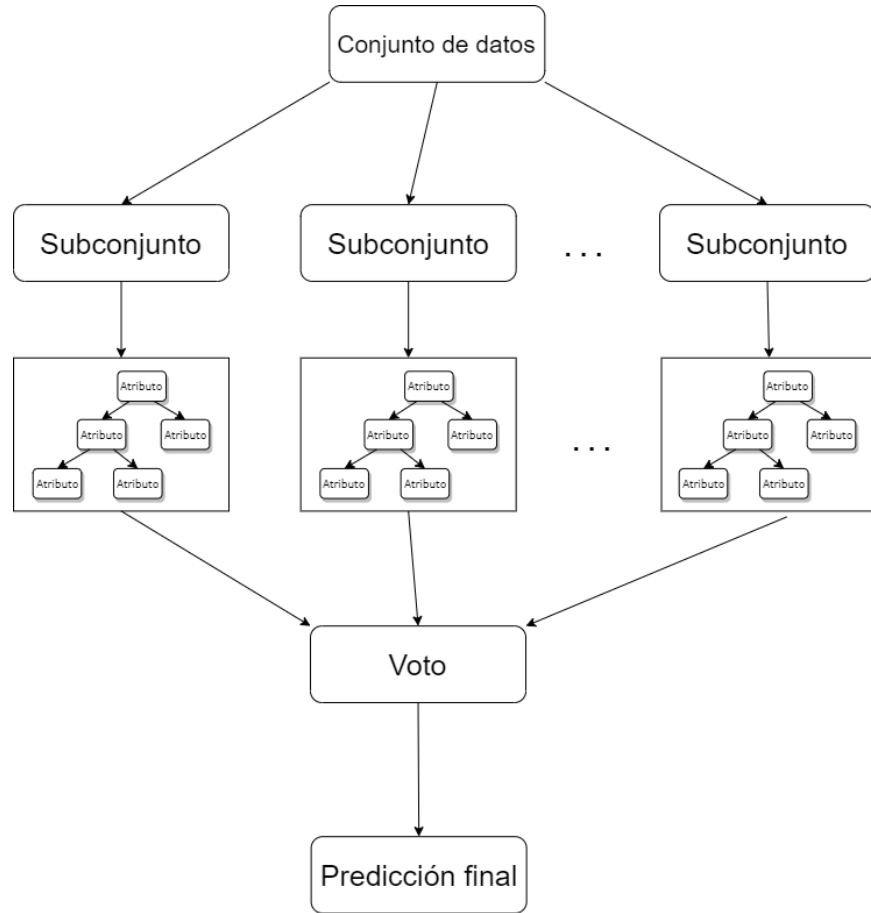 Conjunto de datos
Subconjunto
Subconjunto
. . .
Subconjunto
Atributo
Atributo
Atributo
Atributo
Atributo
Atributo
Atributo
Atributo
Atributo
Atributo
. . .
Atributo
Atributo
Atributo
Atributo
Atributo
Voto
Predicción final